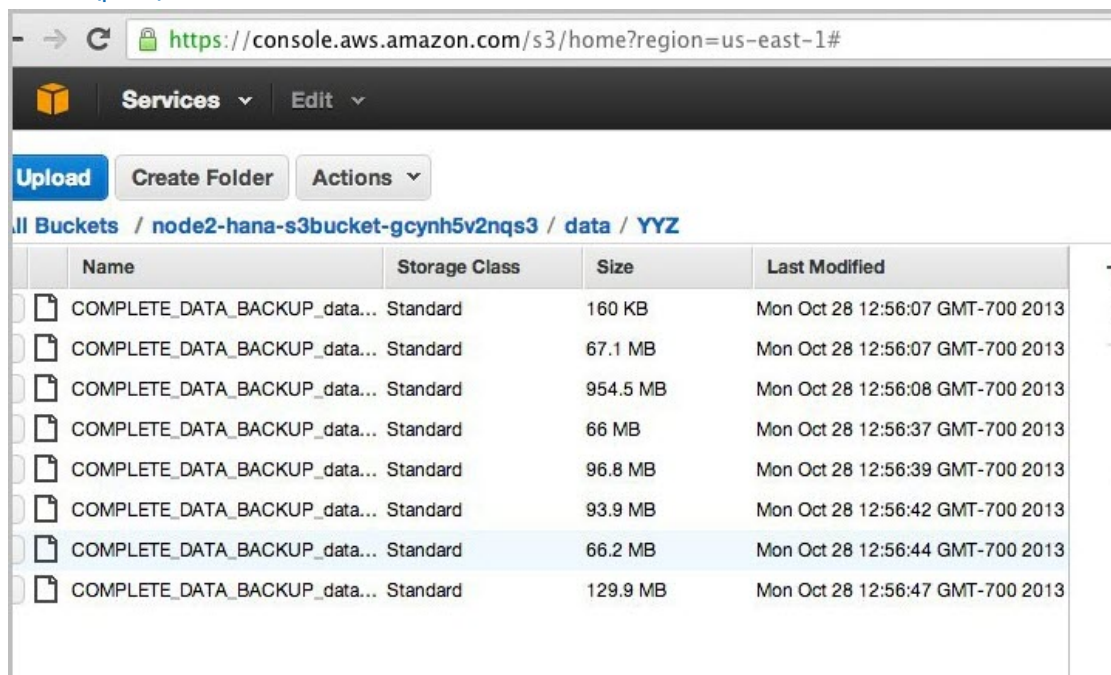 https://console.aws.amazon.com/s3/home?region=us-east-1#
Services Edit
Upload Create Folder Actions
ll Buckets / node2-hana-s3bucket-gcynh5v2nqs3 / data / YYZ
Name Storage Class Size Last Modified
COMPLETE_DATA_BACKUP_data... Standard 160 KB Mon Oct 28 12:56:07 GMT-700 2013
COMPLETE_DATA_BACKUP_data... Standard 67.1 MB Mon Oct 28 12:56:07 GMT-700 2013
COMPLETE_DATA_BACKUP_data... Standard 954.5 MB Mon Oct 28 12:56:08 GMT-700 2013
COMPLETE_DATA_BACKUP_data... Standard 66 MB Mon Oct 28 12:56:37 GMT-700 2013
COMPLETE_DATA_BACKUP_data... Standard 96.8 MB Mon Oct 28 12:56:39 GMT-700 2013
COMPLETE_DATA_BACKUP_data... Standard 93.9 MB Mon Oct 28 12:56:42 GMT-700 2013
COMPLETE_DATA_BACKUP_data... Standard 66.2 MB Mon Oct 28 12:56:44 GMT-700 2013
COMPLETE_DATA_BACKUP_data... Standard 129.9 MB Mon Oct 28 12:56:47 GMT-700 2013